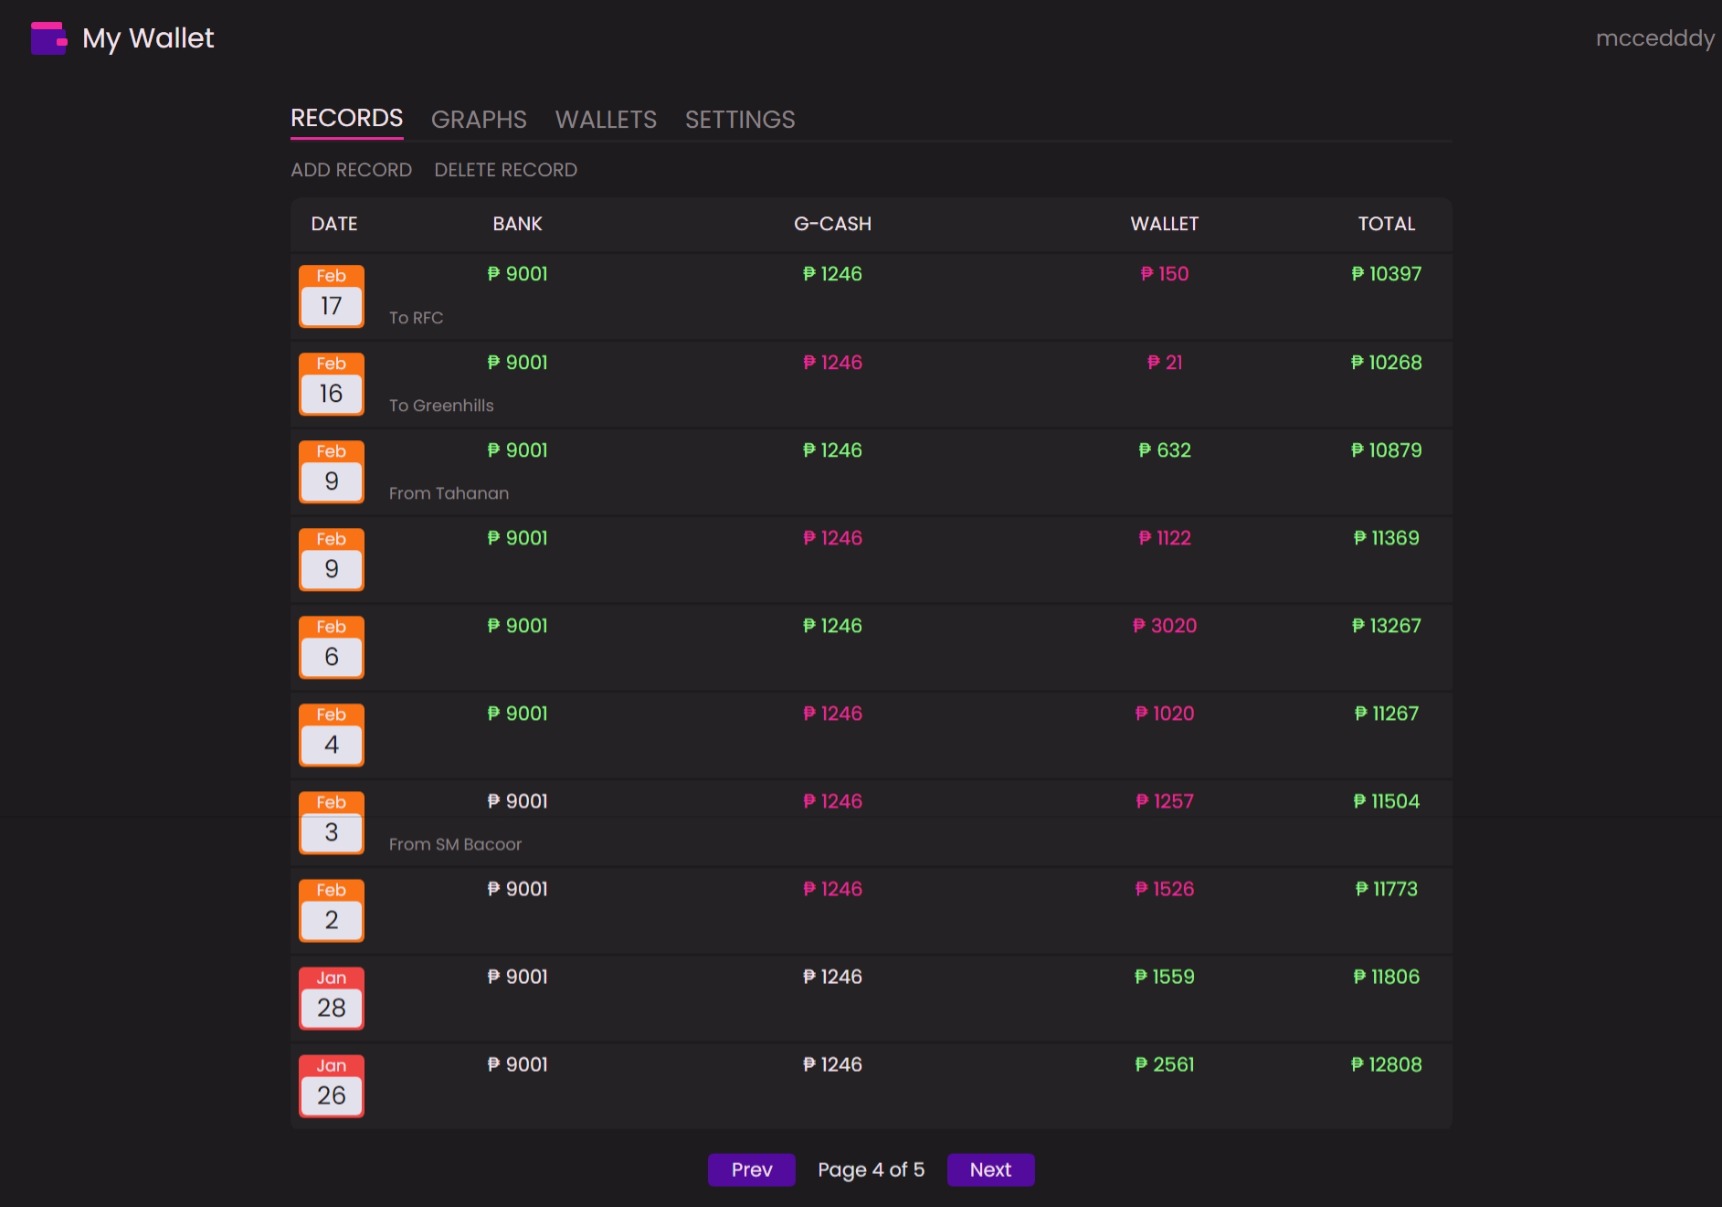 My Wallet
mccedddy
RECORDS GRAPHS WALLETS SETTINGS
ADD RECORD DELETE RECORD
DATE BANK G-CASH WALLET TOTAL
Feb ₱ 9001 ₱ 1246 ₱ 150 ₱ 10397
17
To RFC
Feb ₱ 9001 ₱ 1246 ₱ 21 ₱ 10268
16
To Greenhills
Feb ₱ 9001 ₱ 1246 ₱ 632 ₱ 10879
9
From Tahanan
Feb ₱ 9001 ₱ 1246 ₱ 1122 ₱ 11369
9
Feb ₱ 9001 ₱ 1246 ₱ 3020 ₱ 13267
6
Feb ₱ 9001 ₱ 1246 ₱ 1020 ₱ 11267
4
Feb ₱ 9001 ₱ 1246 ₱ 1257 ₱ 11504
3
From SM Bacoor
Feb ₱ 9001 ₱ 1246 ₱ 1526 ₱ 11773
2
Jan ₱ 9001 ₱ 1246 ₱ 1559 ₱ 11806
28
Jan ₱ 9001 ₱ 1246 ₱ 2561 ₱ 12808
26
Prev Page 4 of 5 Next